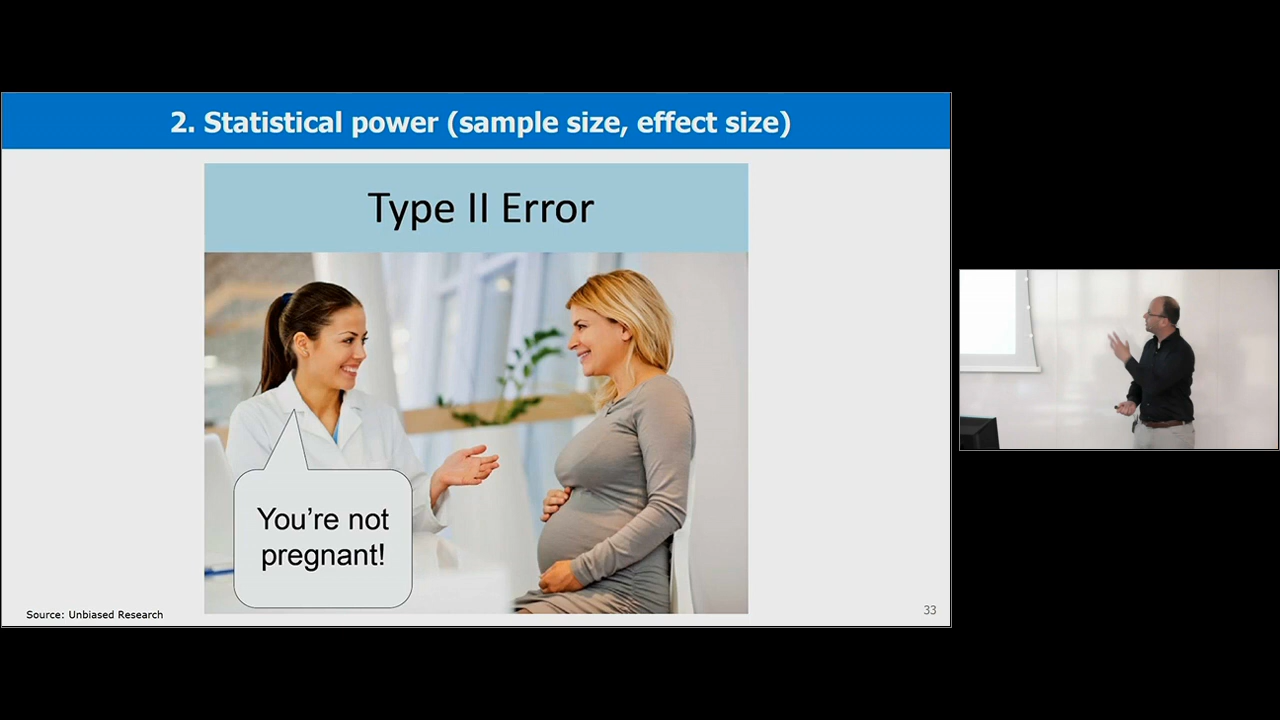 2. Statistical power (sample size, effect size)
Type II Error
You're not
pregnant!
Source: Unbiased Research
33